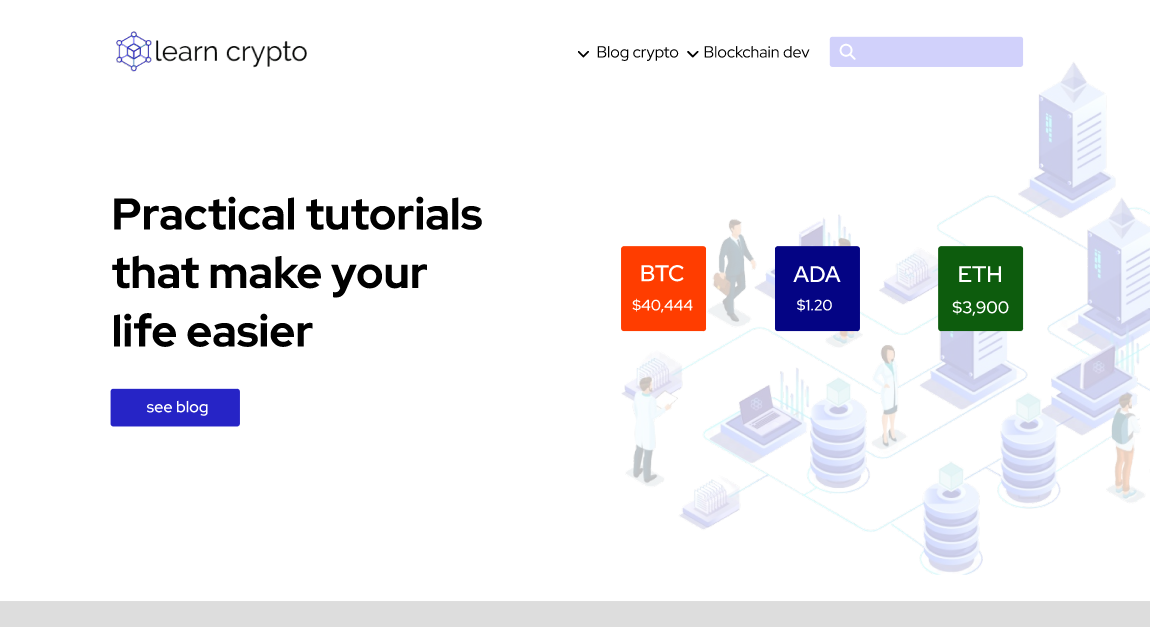 learn crypto
Blog crypto
Blockchain dev
Practical tutorials
that make your
life easier
see blog
BTC
$40,444
ADA
$1.20
ETH
$3,900